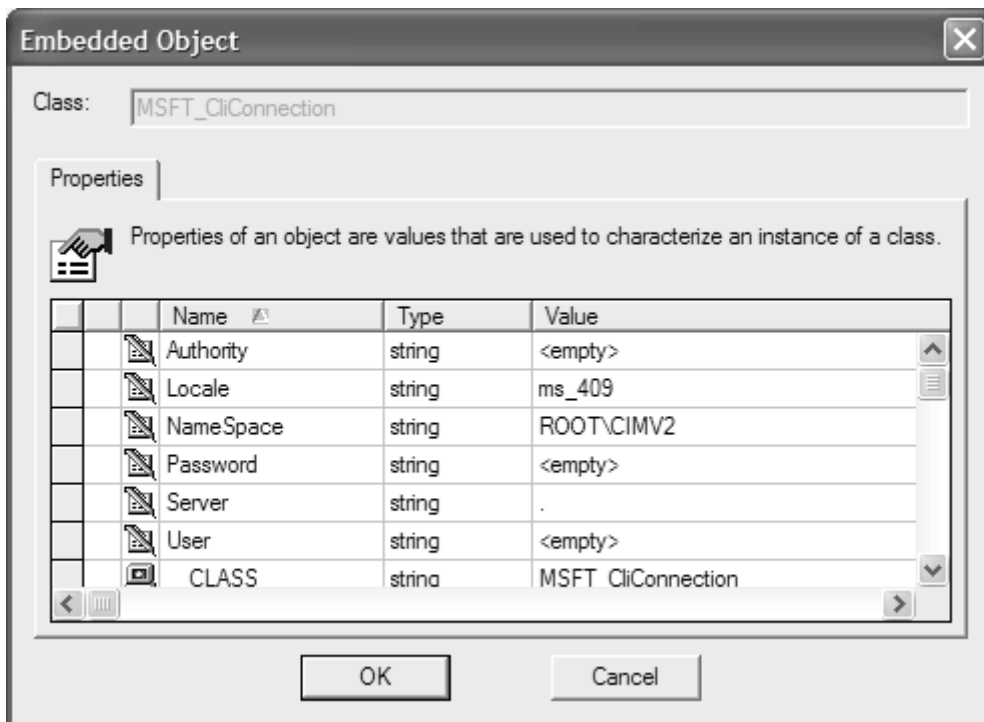 Embedded Object
Class: MSFT_CliConnection
Properties
Properties of an object are values that are used to characterize an instance of a class.
Name Type Value
Authority string <empty>
Locale string ms_409
NameSpace string ROOT\CIMV2
Password string <empty>
Server string .
User string <empty>
__CLASS string MSFT_CliConnection
OK Cancel